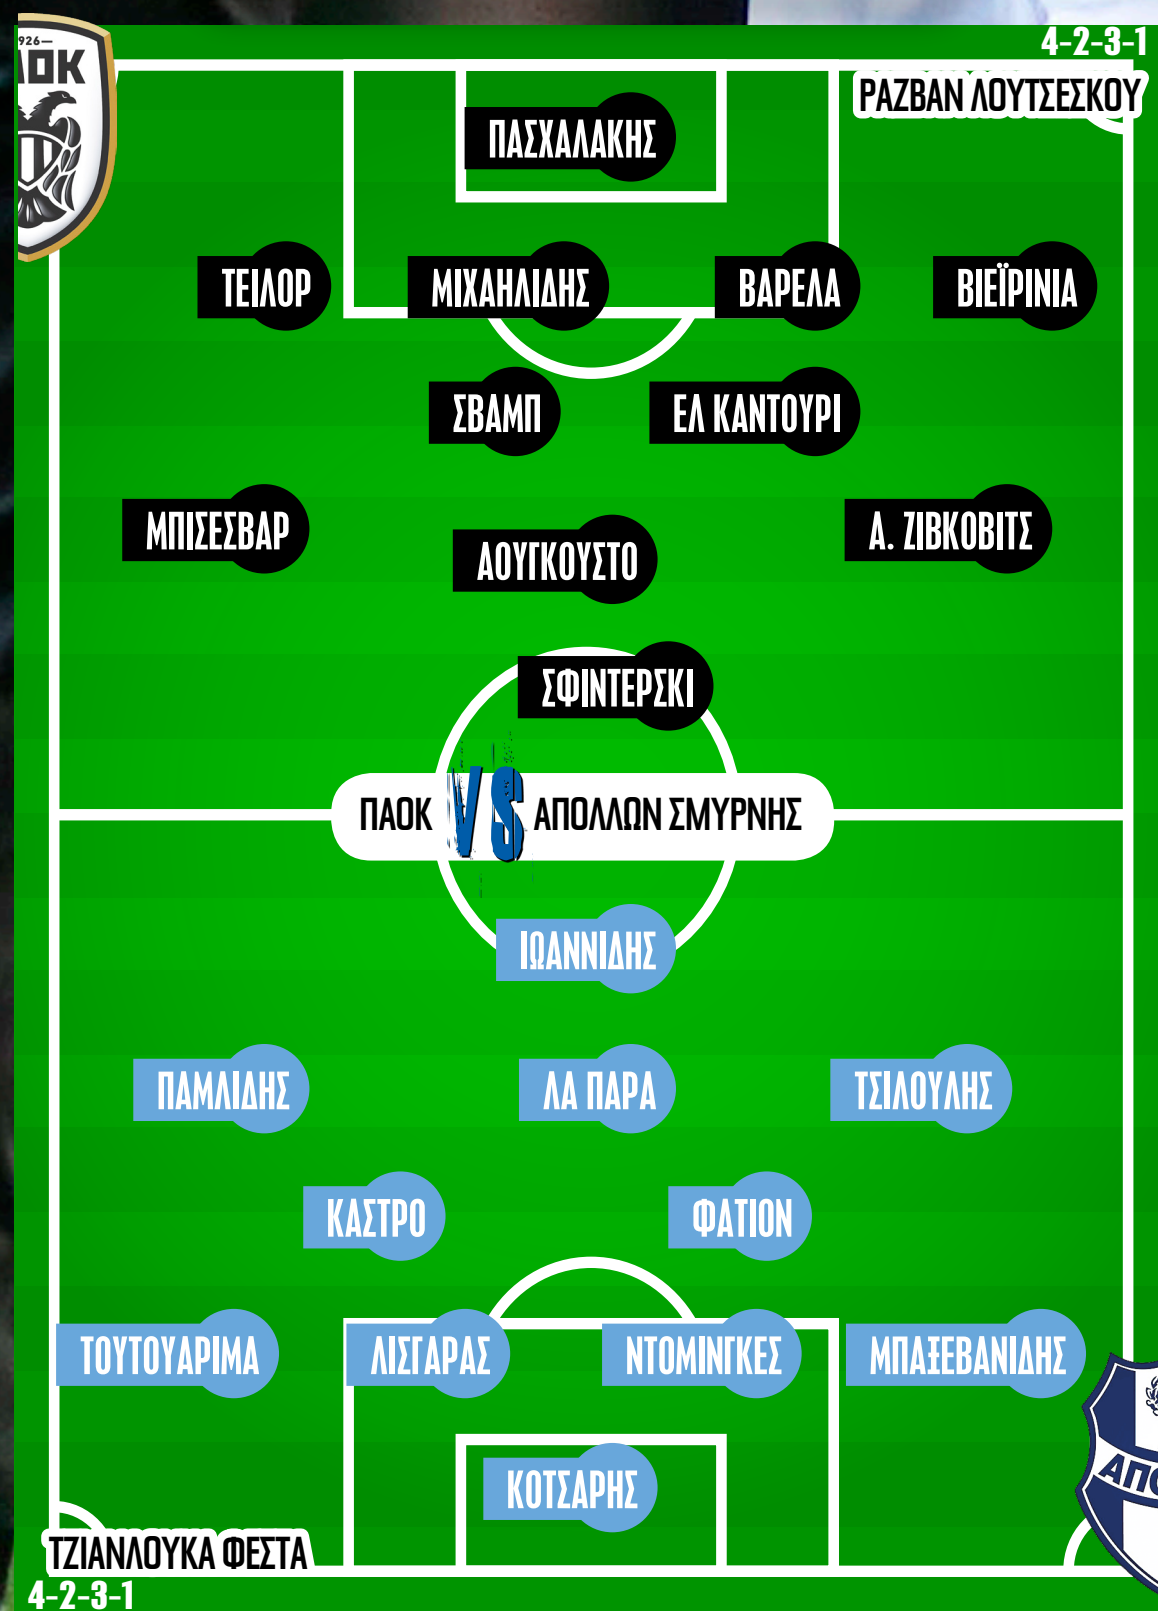 4-2-3-1
ΡΑΖΒΑΝ ΛΟΥΤΣΕΣΚΟΥ
ΠΑΣΧΑΛΑΚΗΣ
ΤΕΙΛΟΡ ΜΙΧΑΗΛΙΔΗΣ ΒΑΡΕΛΑ ΒΙΕΪΡΙΝΙΑ
ΣΒΑΜΠ ΕΛ ΚΑΝΤΟΥΡΙ
ΜΠΙΣΕΣΒΑΡ ΑΟΥΓΚΟΥΣΤΟ Α. ΖΙΒΚΟΒΙΤΣ
ΣΦΙΝΤΕΡΣΚΙ
ΠΑΟΚ VS ΑΠΟΛΛΩΝ ΣΜΥΡΝΗΣ
ΙΩΑΝΝΙΔΗΣ
ΠΑΜΛΙΔΗΣ ΛΑ ΠΑΡΑ ΤΣΙΛΟΥΛΗΣ
ΚΑΣΤΡΟ ΦΑΤΙΟΝ
ΤΟΥΤΟΥΑΡΙΜΑ ΛΙΣΓΑΡΑΣ ΝΤΟΜΙΝΓΚΕΣ ΜΠΑΞΕΒΑΝΙΔΗΣ
ΚΟΤΣΑΡΗΣ
ΤΖΙΑΝΛΟΥΚΑ ΦΕΣΤΑ
4-2-3-1